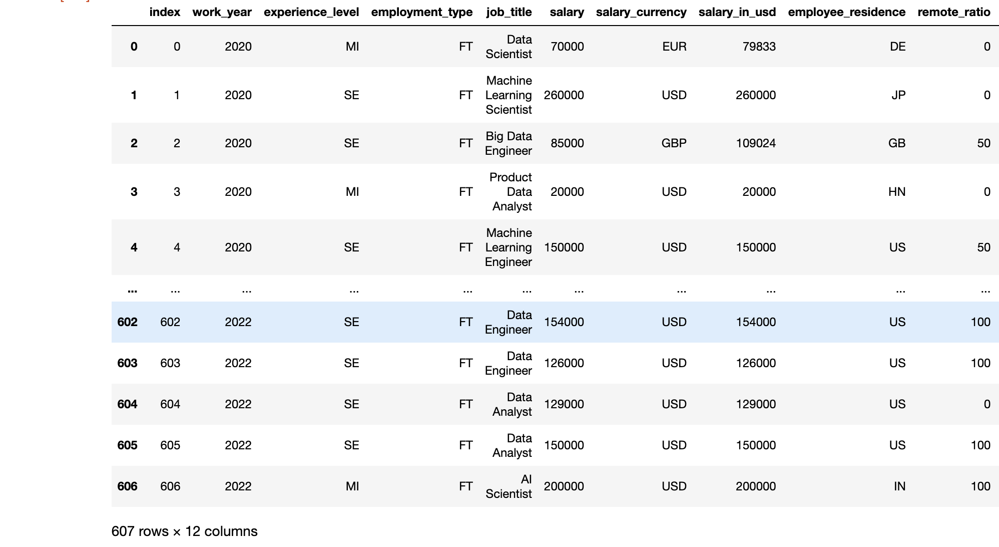 index work_year experience_level employment_type job_title salary salary_currency salary_in_usd employee_residence remote_ratio
0 0 2020 MI FT Data Scientist 70000 EUR 79833 DE 0
1 1 2020 SE FT Machine Learning Scientist 260000 USD 260000 JP 0
2 2 2020 SE FT Big Data Engineer 85000 GBP 109024 GB 50
3 3 2020 MI FT Product Data Analyst 20000 USD 20000 HN 0
4 4 2020 SE FT Machine Learning Engineer 150000 USD 150000 US 50
... ... ... ... ... ... ... ... ... ... ...
602 602 2022 SE FT Data Engineer 154000 USD 154000 US 100
603 603 2022 SE FT Data Engineer 126000 USD 126000 US 100
604 604 2022 SE FT Data Analyst 129000 USD 129000 US 0
605 605 2022 SE FT Data Analyst 150000 USD 150000 US 100
606 606 2022 MI FT AI Scientist 200000 USD 200000 IN 100
607 rows × 12 columns